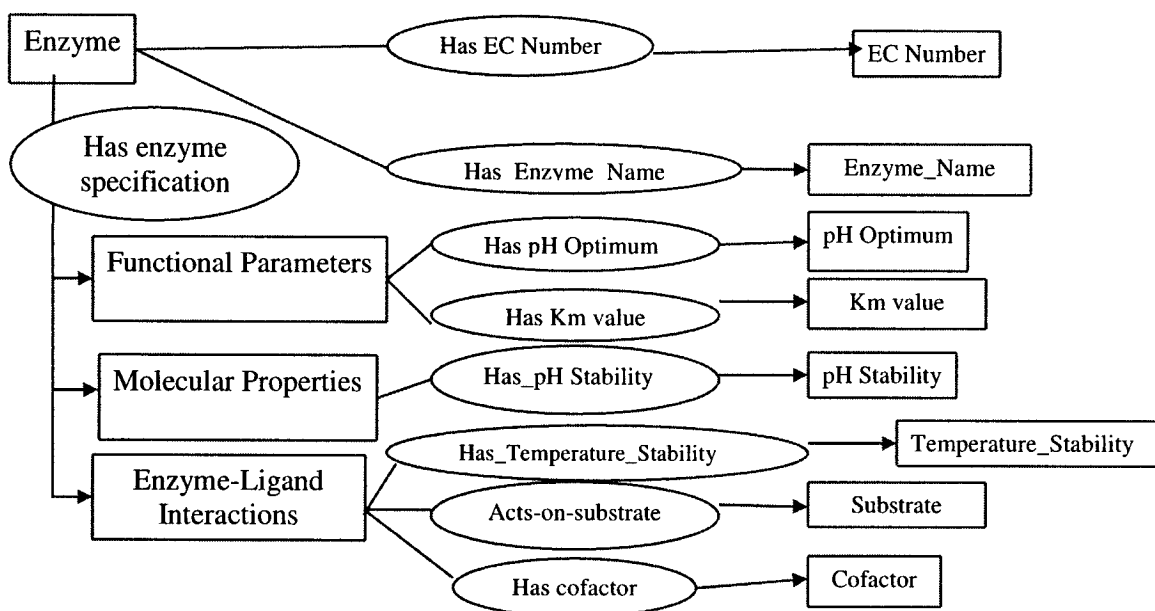 Enzyme
Has EC Number
EC Number
Has enzyme
specification
Has Enzyme Name
Enzyme_Name
Functional Parameters
Has pH Optimum
pH Optimum
Has Km value
Km value
Molecular Properties
Has_pH Stability
pH Stability
Enzyme-Ligand
Interactions
Has_Temperature_Stability
Temperature_Stability
Acts-on-substrate
Substrate
Has cofactor
Cofactor